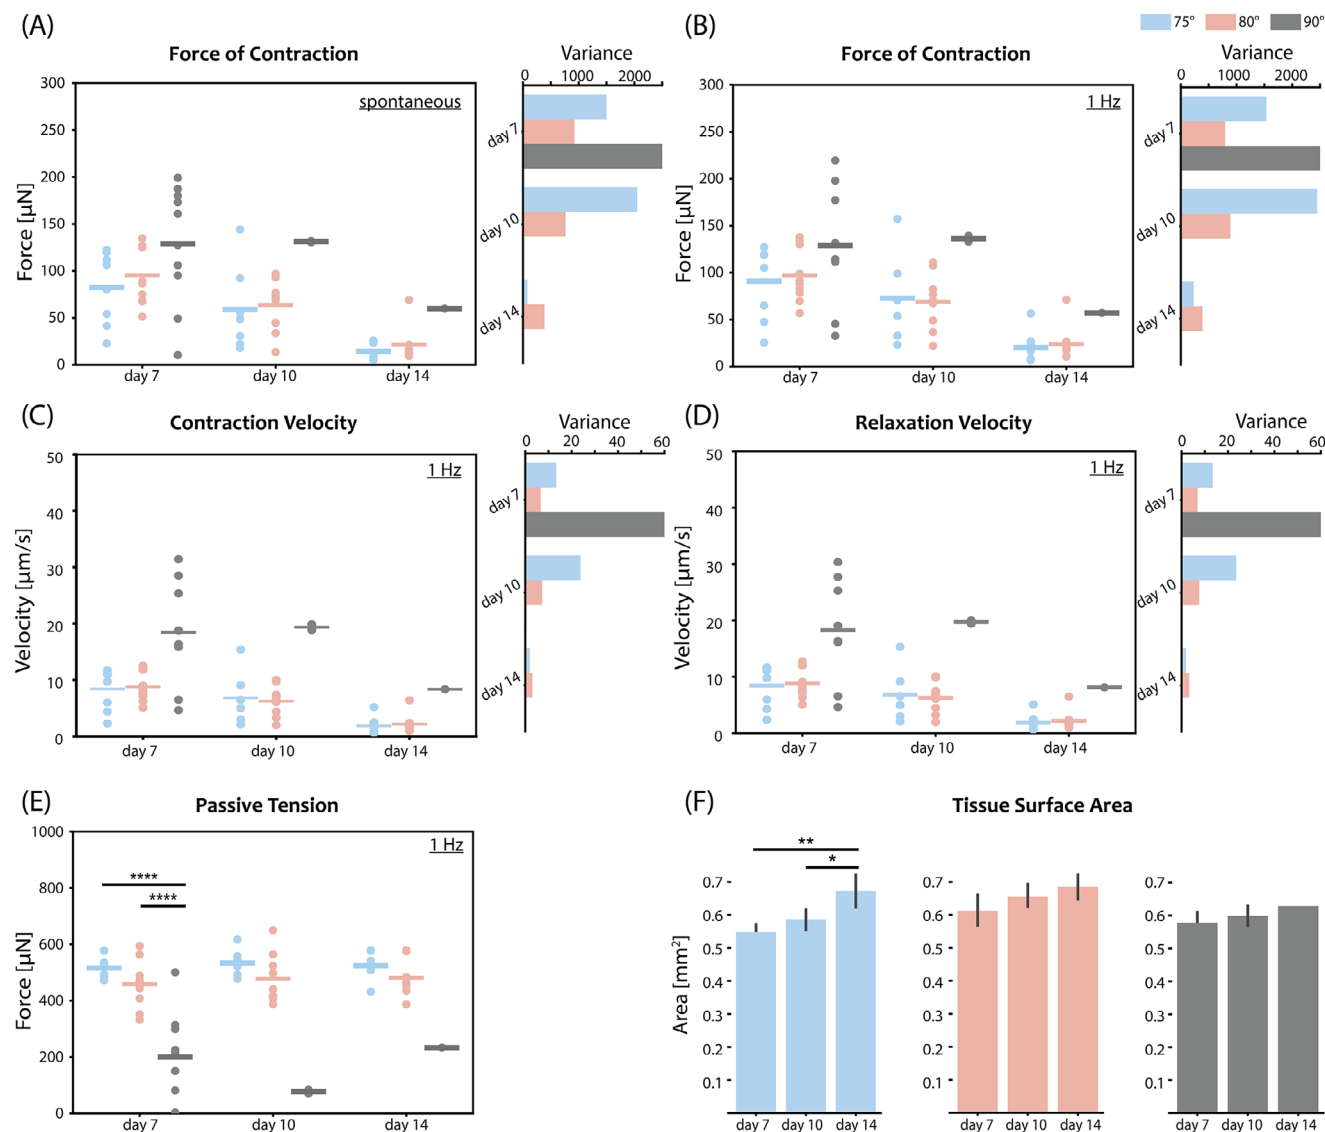 75° 80° 90°
(A)
Force of Contraction
Variance
0 1000 2000
spontaneous
Force [µN]
300
250
200
150
100
50
0
day 7 day 10 day 14
day 7
day 10
day 14
(B)
Force of Contraction
Variance
0 1000 2000
1 Hz
Force [µN]
300
250
200
150
100
50
0
day 7 day 10 day 14
day 7
day 10
day 14
(C)
Contraction Velocity
Variance
0 20 40 60
1 Hz
Velocity [µm/s]
50
40
30
20
10
0
day 7 day 10 day 14
day 7
day 10
day 14
(D)
Relaxation Velocity
Variance
0 20 40 60
1 Hz
Velocity [µm/s]
50
40
30
20
10
0
day 7 day 10 day 14
day 7
day 10
day 14
(E)
Passive Tension
1 Hz
Force [µN]
1000
800
600
400
200
0
****
****
day 7 day 10 day 14
(F)
Tissue Surface Area
**
*
Area [mm²]
0.7
0.6
0.5
0.4
0.3
0.2
0.1
day 7 day 10 day 14
0.7
0.6
0.5
0.4
0.3
0.2
0.1
day 7 day 10 day 14
0.7
0.6
0.5
0.4
0.3
0.2
0.1
day 7 day 10 day 14